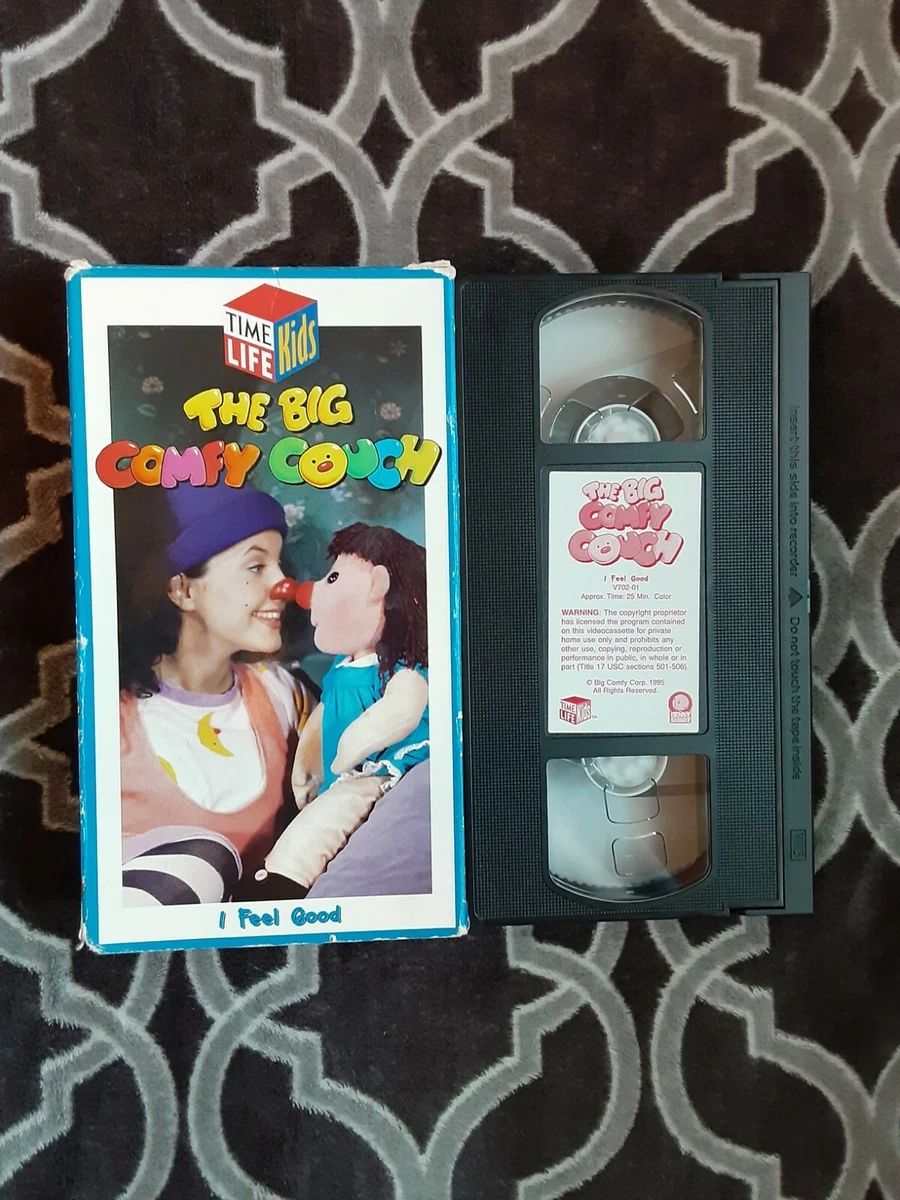 TIME
LIFE
Kids
THE BIG
COMFY COUCH
I Feel Good
THE BIG
COMFY
COUCH
I Feel Good
V702-01
Approx. Time: 25 Min. Color
WARNING: The copyright proprietor
has licensed the program contained
on this videocassette for private
home use only and prohibits any
other use, copying, reproduction or
performance in public, in whole or in
part (Title 17 USC sections 501-506).
© Big Comfy Corp. 1995
All Rights Reserved.
TIME
LIFE
Kids™
Insert this side into recorder ▲ Do not touch the tape inside
VHS